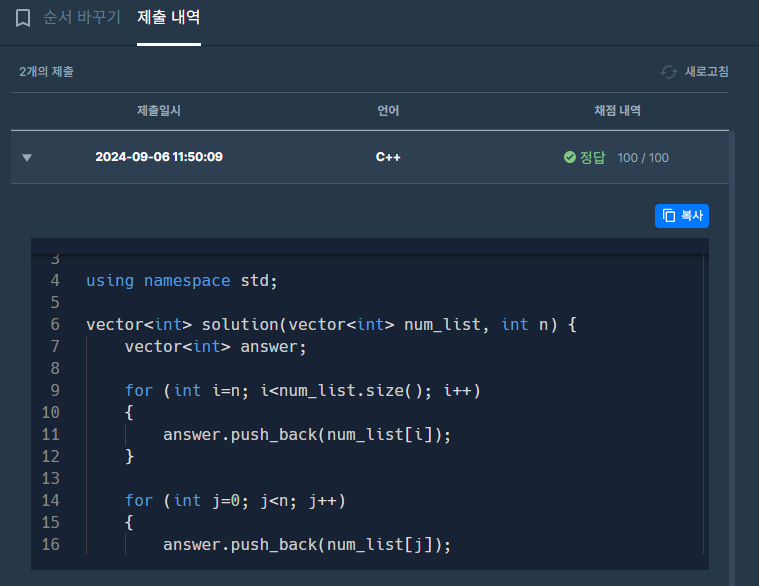 순서 바꾸기 제출 내역
2개의 제출 새로고침
제출일시 언어 채점 내역
2024-09-06 11:50:09 C++ 정답 100 / 100
복사
3
4 using namespace std;
5
6 vector<int> solution(vector<int> num_list, int n) {
7 vector<int> answer;
8
9 for (int i=n; i<num_list.size(); i++)
10 {
11 answer.push_back(num_list[i]);
12 }
13
14 for (int j=0; j<n; j++)
15 {
16 answer.push_back(num_list[j]);